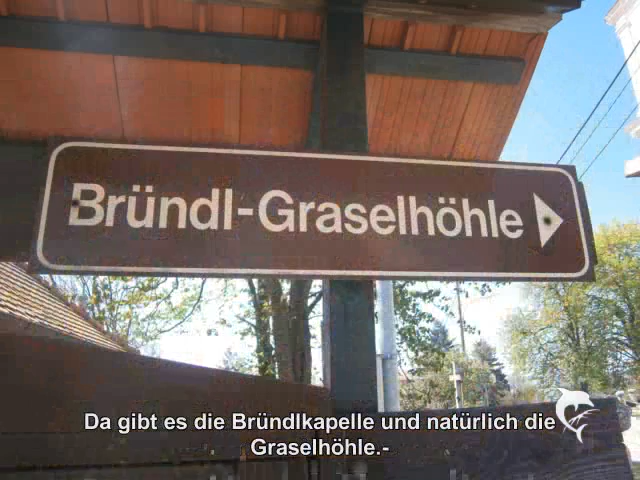 Bründl-Graselhöhle
Da gibt es die Bründlkapelle und natürlich die
Graselhöhle.-